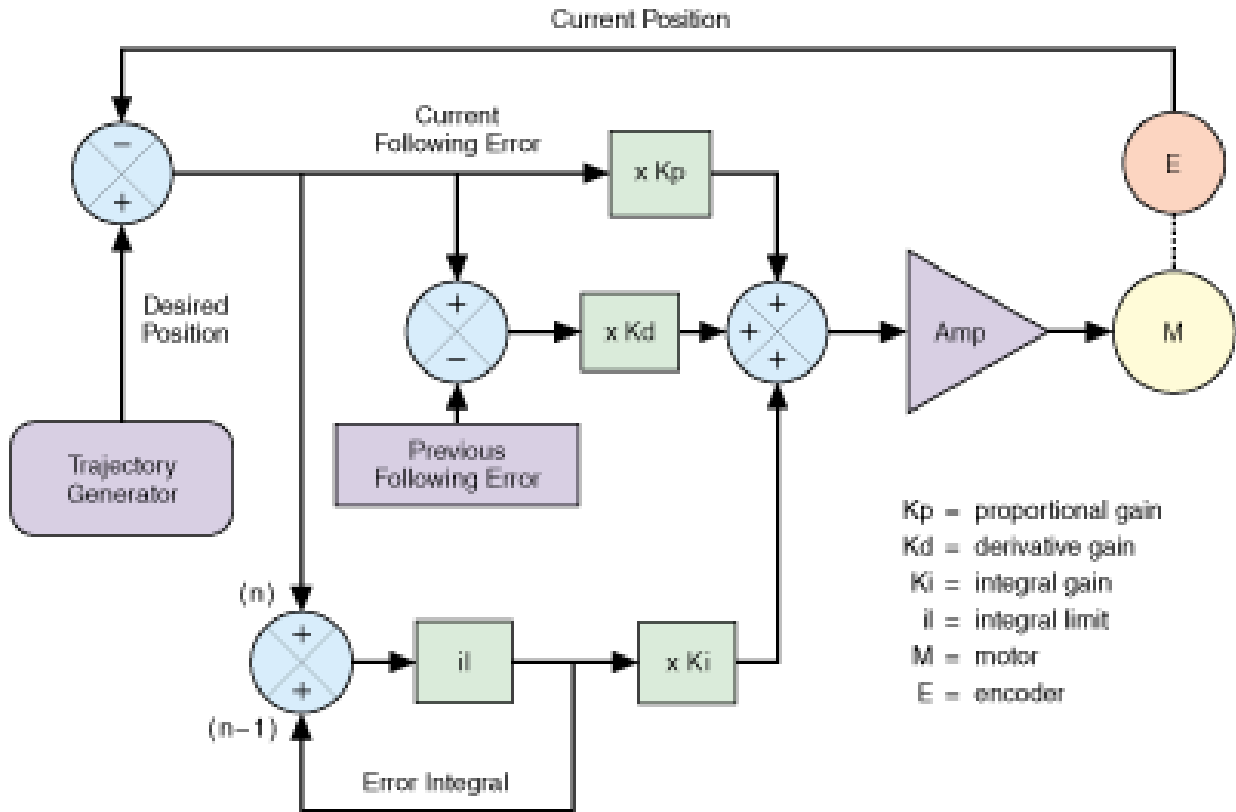 Current Position
−
+
Current
Following Error
x Kp
E
Desired
Position
+
−
x Kd
+
+
+
Amp
M
Trajectory
Generator
Previous
Following Error
Kp = proportional gain
Kd = derivative gain
Ki = integral gain
il = integral limit
M = motor
E = encoder
(n)
+
+
il
x Ki
(n−1)
Error Integral